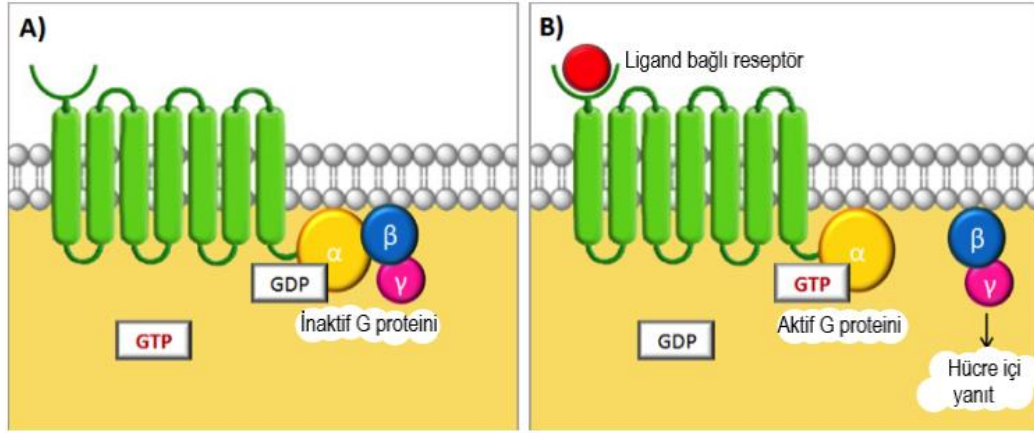 A)
α
β
γ
GDP
İnaktif G proteini
GTP
B)
Ligand bağlı reseptör
α
β
γ
GTP
Aktif G proteini
GDP
Hücre içi
yanıt